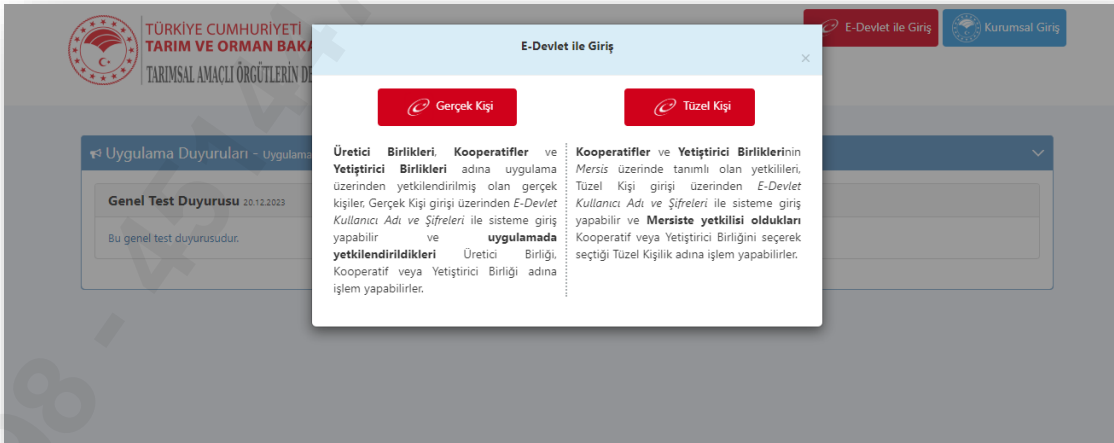 TÜRKİYE CUMHURİYETİ
TARIM VE ORMAN BAKA
TARIMSAL AMAÇLI ÖRGÜTLERİN DE
E-Devlet ile Giriş
Kurumsal Giriş
E-Devlet ile Giriş
×
Gerçek Kişi
Tüzel Kişi
Üretici Birlikleri, Kooperatifler ve
Yetiştirici Birlikleri adına uygulama
üzerinden yetkilendirilmiş olan gerçek
kişiler, Gerçek Kişi girişi üzerinden E-Devlet
Kullanıcı Adı ve Şifreleri ile sisteme giriş
yapabilir ve uygulamada
yetkilendirildikleri Üretici Birliği,
Kooperatif veya Yetiştirici Birliği adına
işlem yapabilirler.
Kooperatifler ve Yetiştirici Birliklerinin
Mersis üzerinde tanımlı olan yetkilileri,
Tüzel Kişi girişi üzerinden E-Devlet
Kullanıcı Adı ve Şifreleri ile sisteme giriş
yapabilir ve Mersiste yetkilisi oldukları
Kooperatif veya Yetiştirici Birliğini seçerek
seçtiği Tüzel Kişilik adına işlem yapabilirler.
Uygulama Duyuruları - Uygulama
Genel Test Duyurusu 20.12.2023
Bu genel test duyurusudur.